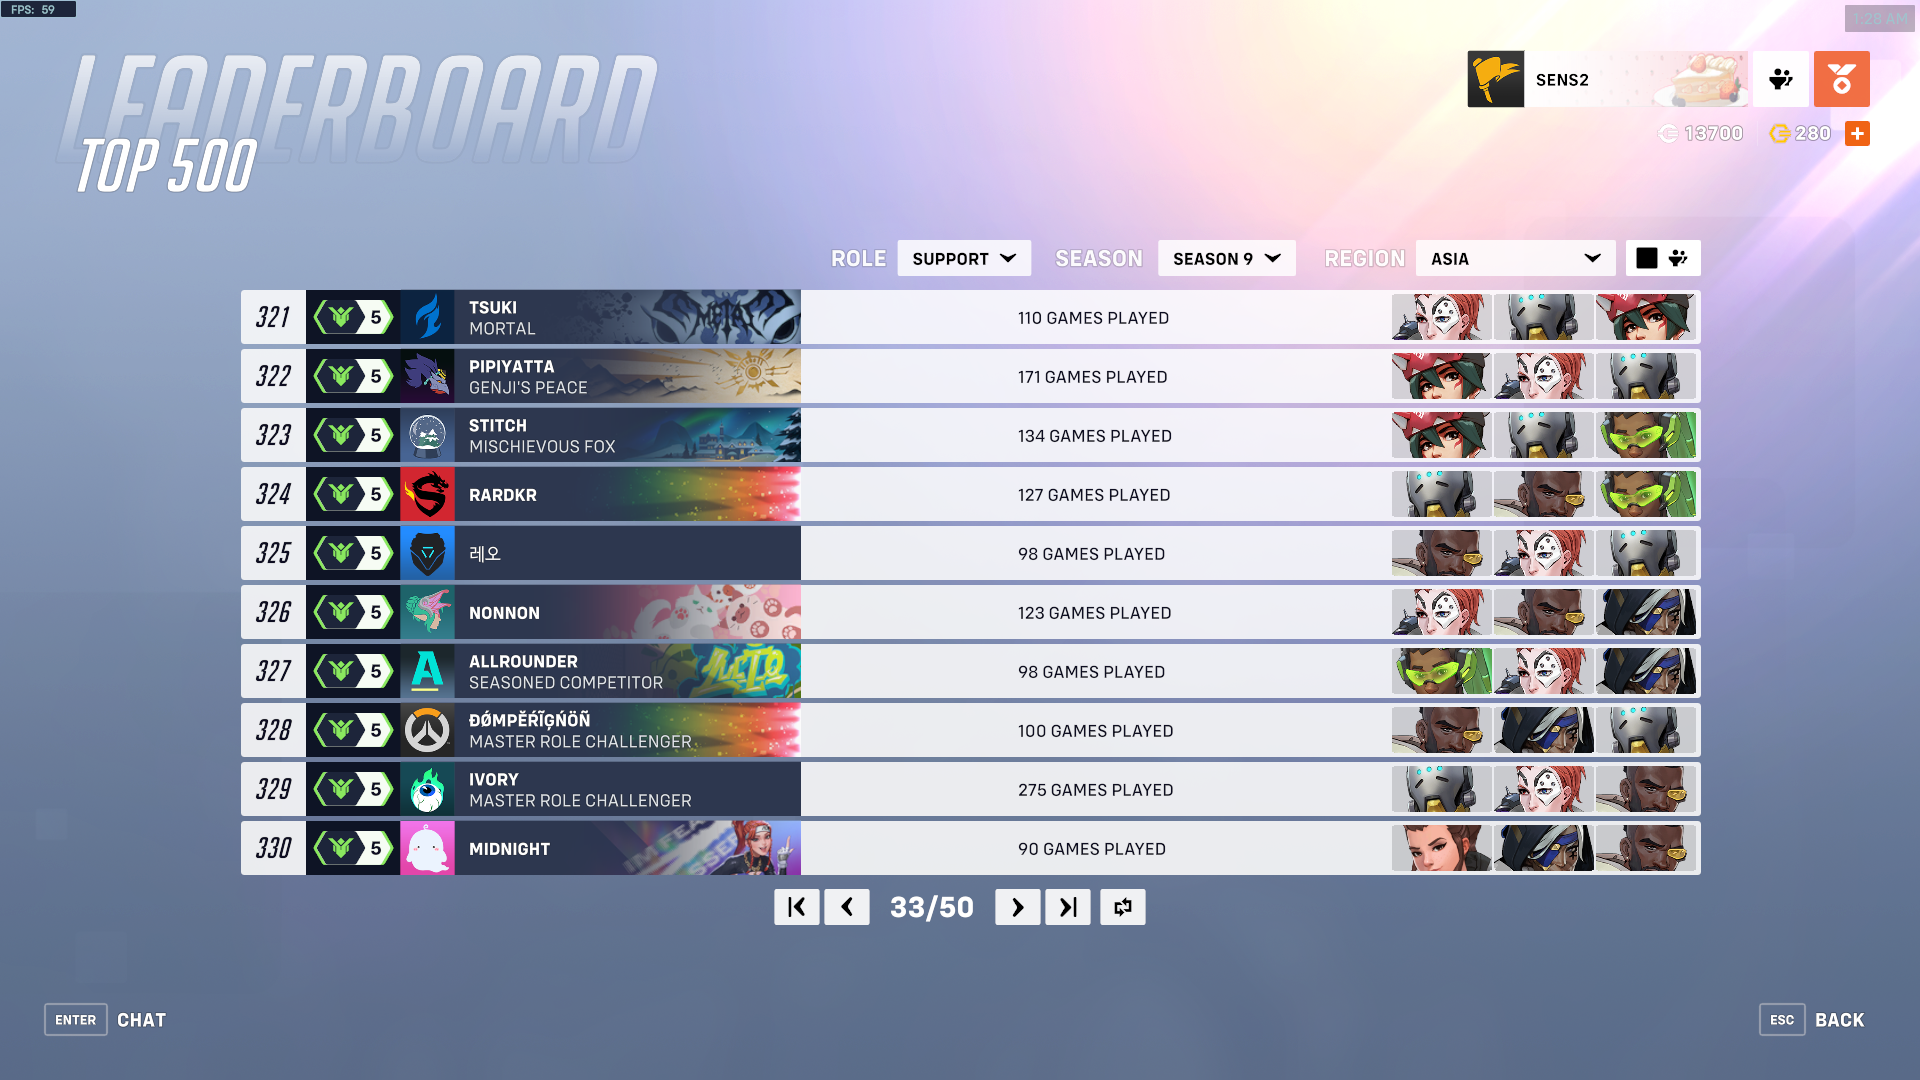 FPS: 59
1:28 AM
LEADERBOARD
TOP 500
SENS2
13700
280
ROLE SUPPORT SEASON SEASON 9 REGION ASIA
321 5 TSUKI
MORTAL
110 GAMES PLAYED
322 5 PIPIYATTA
GENJI'S PEACE
171 GAMES PLAYED
323 5 STITCH
MISCHIEVOUS FOX
134 GAMES PLAYED
324 5 RARDKR
127 GAMES PLAYED
325 5 레오
98 GAMES PLAYED
326 5 NONNON
123 GAMES PLAYED
327 5 ALLROUNDER
SEASONED COMPETITOR
98 GAMES PLAYED
328 5 ÐǾMPĔŔĨĢŃÖÑ
MASTER ROLE CHALLENGER
100 GAMES PLAYED
329 5 IVORY
MASTER ROLE CHALLENGER
275 GAMES PLAYED
330 5 MIDNIGHT
90 GAMES PLAYED
33/50
ENTER CHAT
ESC BACK